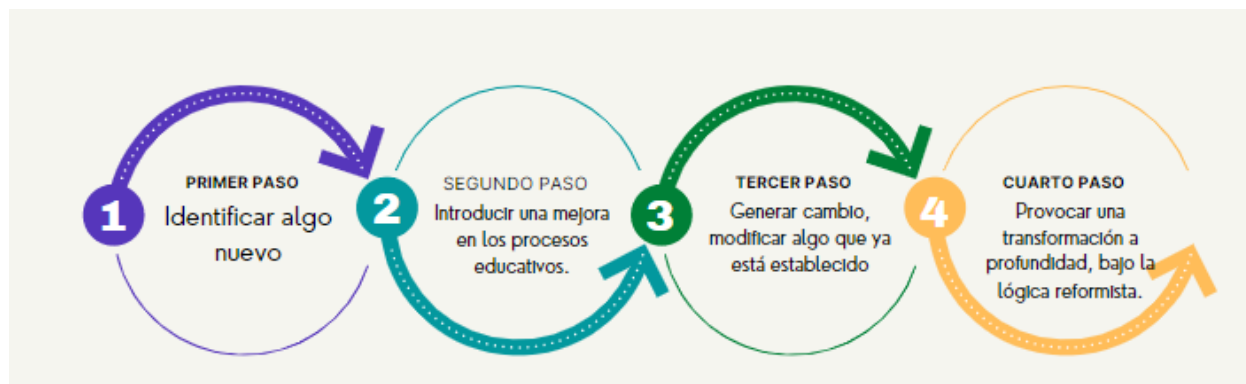 1
PRIMER PASO
Identificar algo
nuevo
2
SEGUNDO PASO
Introducir una mejora
en los procesos
educativos.
3
TERCER PASO
Generar cambio,
modificar algo que ya
está establecido
4
CUARTO PASO
Provocar una
transformación a
profundidad, bajo la
lógica reformista.